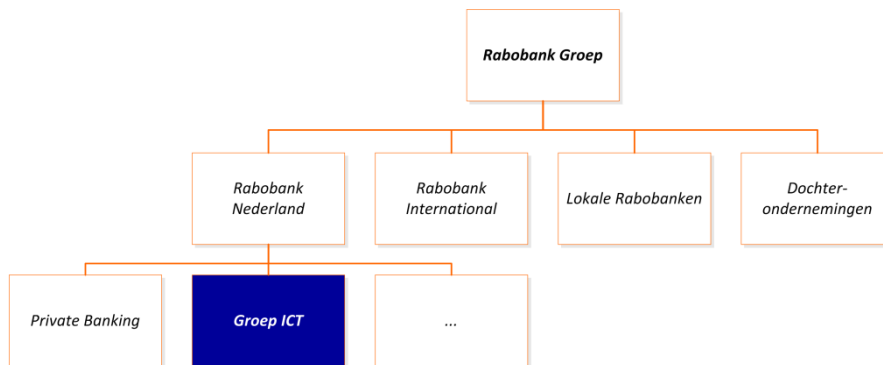 Rabobank Groep
Rabobank
Nederland
Rabobank
International
Lokale Rabobanken
Dochter-
ondernemingen
Private Banking
Groep ICT
...